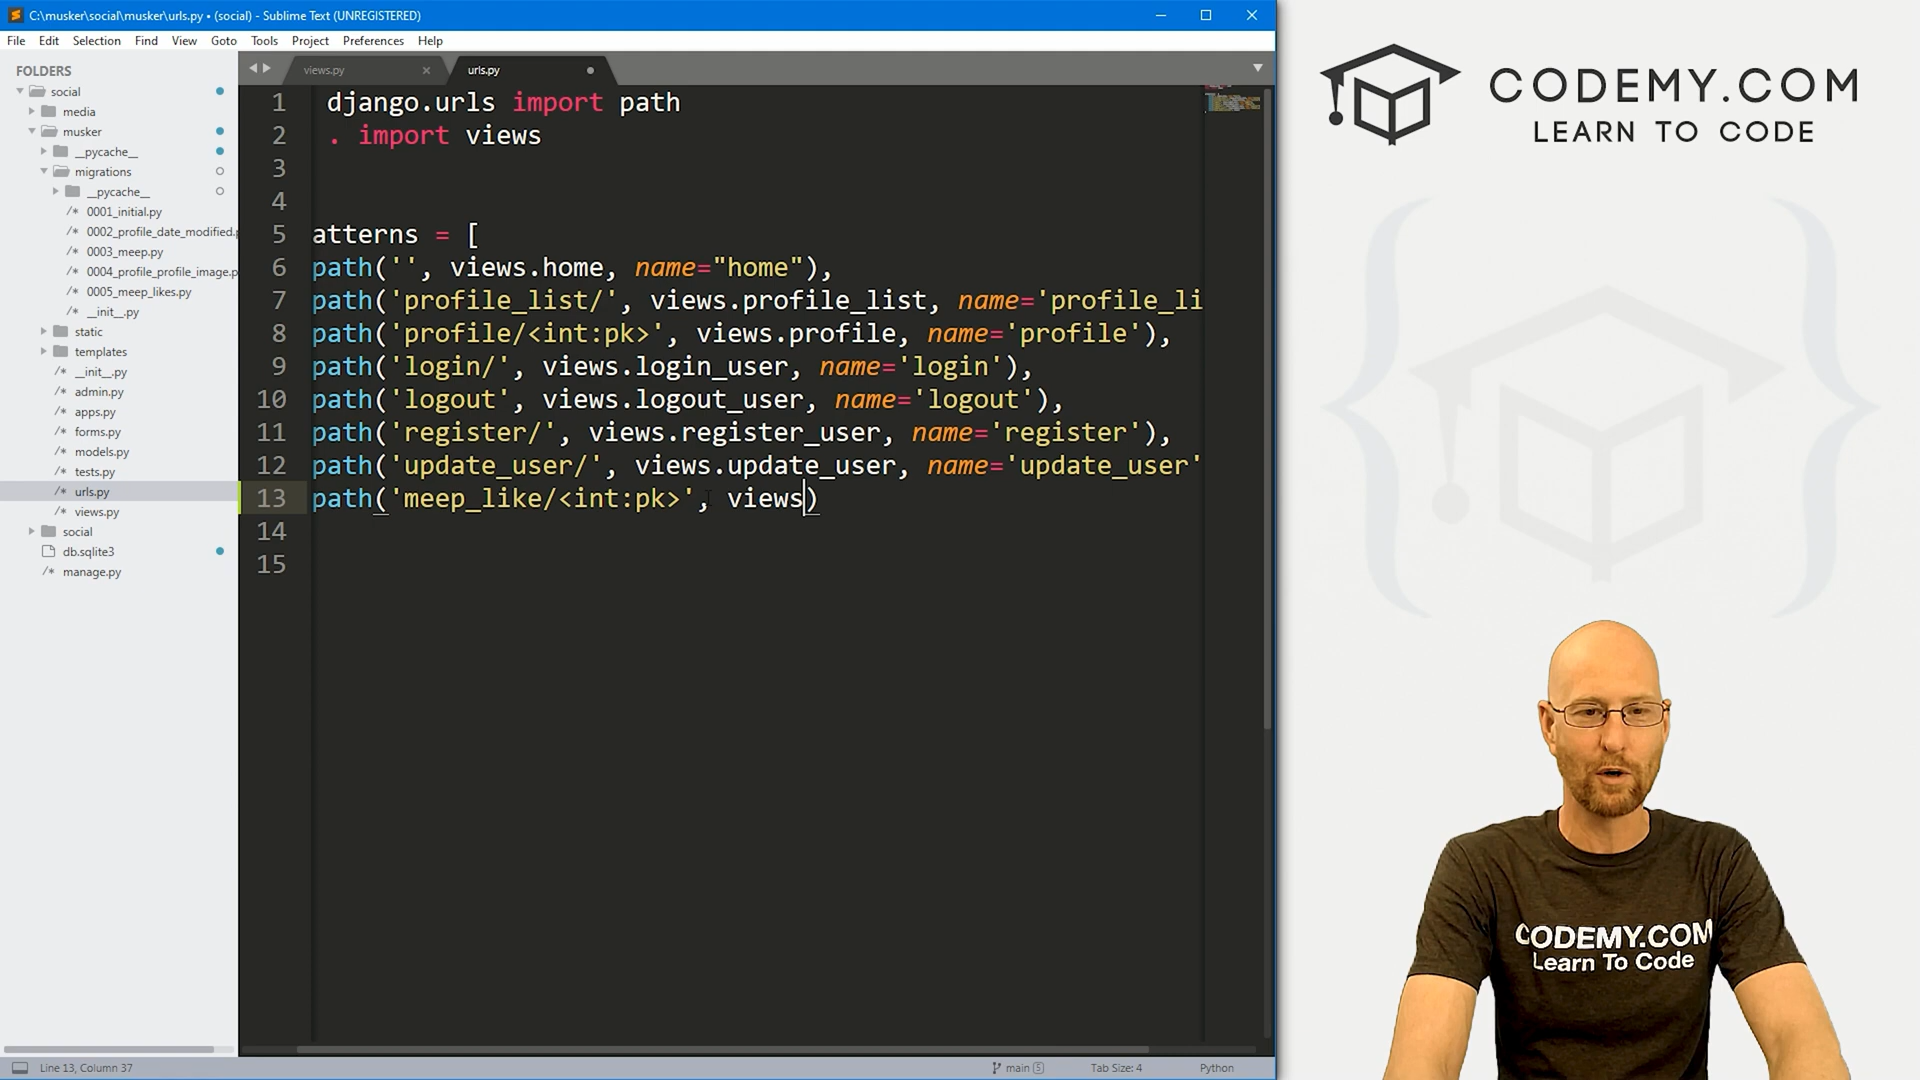 C:\musker\social\musker\urls.py • (social) - Sublime Text (UNREGISTERED)
File Edit Selection Find View Goto Tools Project Preferences Help
FOLDERS
social
media
musker
__pycache__
migrations
__pycache__
/* 0001_initial.py
/* 0002_profile_date_modified.p
/* 0003_meep.py
/* 0004_profile_profile_image.p
/* 0005_meep_likes.py
/* __init__.py
static
templates
/* __init__.py
/* admin.py
/* apps.py
/* forms.py
/* models.py
/* tests.py
/* urls.py
/* views.py
social
db.sqlite3
/* manage.py
views.py
urls.py
1 django.urls import path
2 . import views
3
4
5 atterns = [
6 path('', views.home, name="home"),
7 path('profile_list/', views.profile_list, name='profile_li
8 path('profile/<int:pk>', views.profile, name='profile'),
9 path('login/', views.login_user, name='login'),
10 path('logout', views.logout_user, name='logout'),
11 path('register/', views.register_user, name='register'),
12 path('update_user/', views.update_user, name='update_user'
13 path('meep_like/<int:pk>', views)
14
15
Line 13, Column 37
main
Tab Size: 4
Python
CODEMY.COM
LEARN TO CODE
CODEMY.COM
Learn To Code